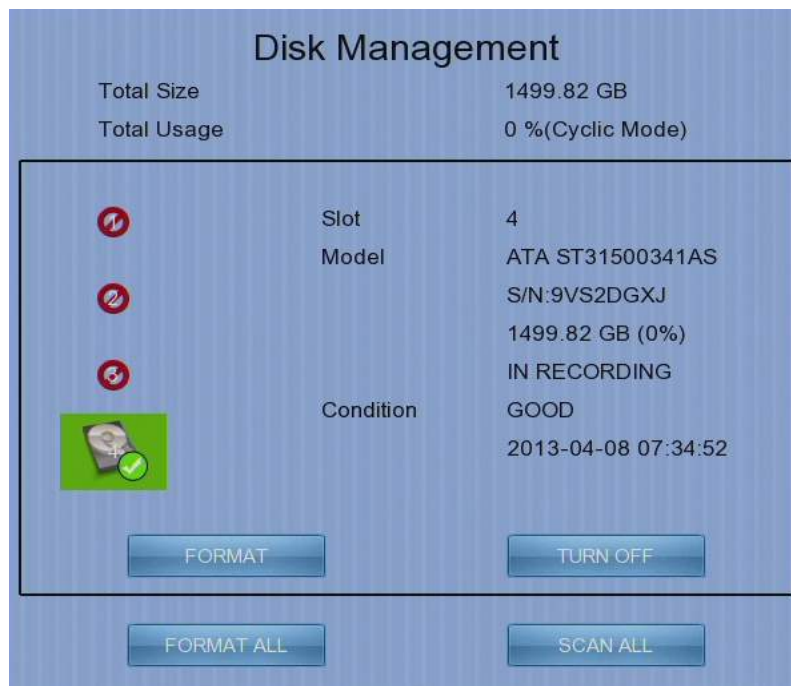 Disk Management
Total Size 1499.82 GB
Total Usage 0 %(Cyclic Mode)
1
Slot 4
Model ATA ST31500341AS
2
S/N:9VS2DGXJ
1499.82 GB (0%)
IN RECORDING
Condition GOOD
2013-04-08 07:34:52
FORMAT TURN OFF
FORMAT ALL SCAN ALL